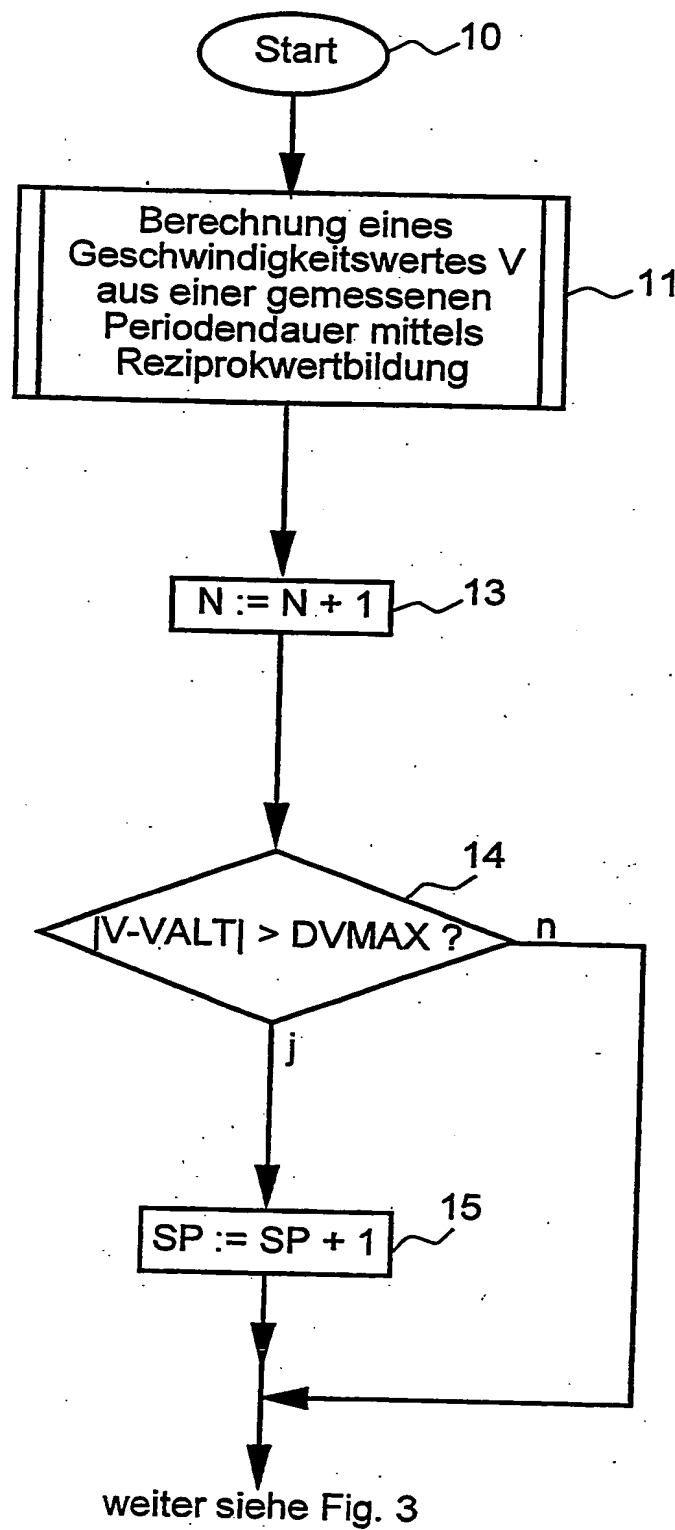 Start
10
Berechnung eines
Geschwindigkeitswertes V
aus einer gemessenen
Periodendauer mittels
Reziprokwertbildung
11
N := N + 1
13
14
|V-VALT| > DVMAX ?
n
j
SP := SP + 1
15
weiter siehe Fig. 3